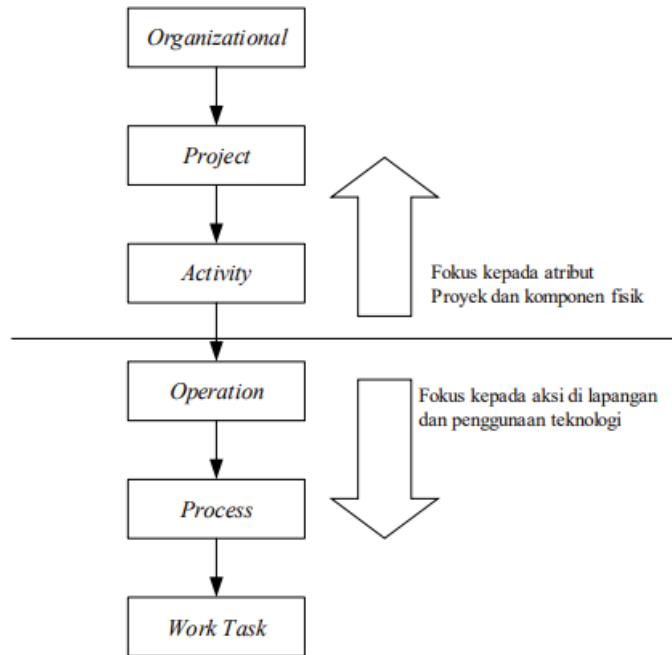 Organizational
Project
Activity
Fokus kepada atribut
Proyek dan komponen fisik
Operation
Fokus kepada aksi di lapangan
dan penggunaan teknologi
Process
Work Task